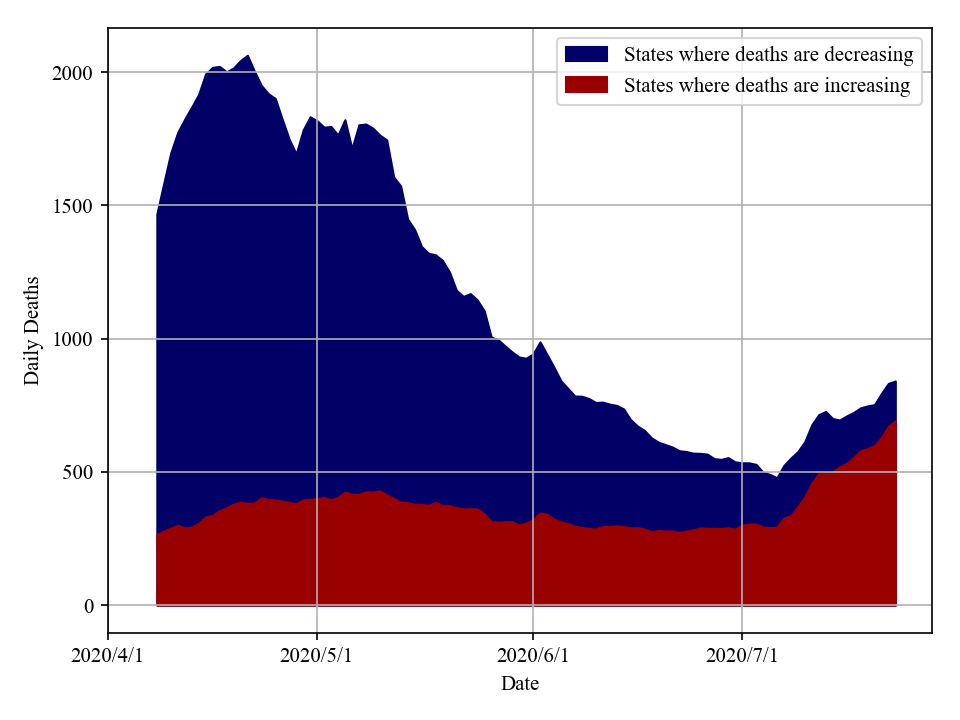 States where deaths are decreasing
States where deaths are increasing
2000
1500
1000
500
0
Daily Deaths
2020/4/1
2020/5/1
2020/6/1
2020/7/1
Date